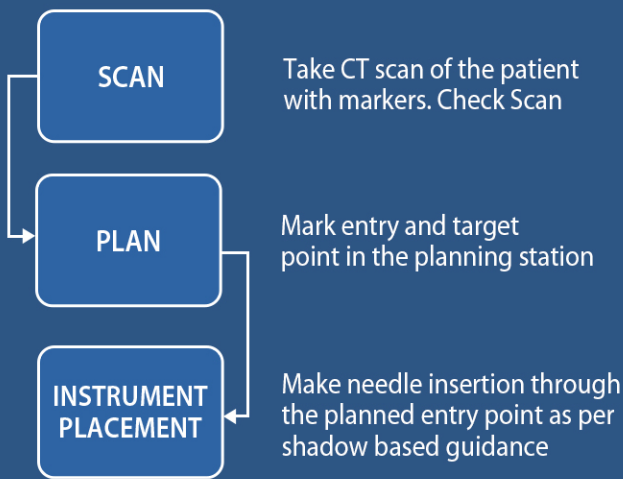 SCAN
Take CT scan of the patient
with markers. Check Scan
PLAN
Mark entry and target
point in the planning station
INSTRUMENT
PLACEMENT
Make needle insertion through
the planned entry point as per
shadow based guidance